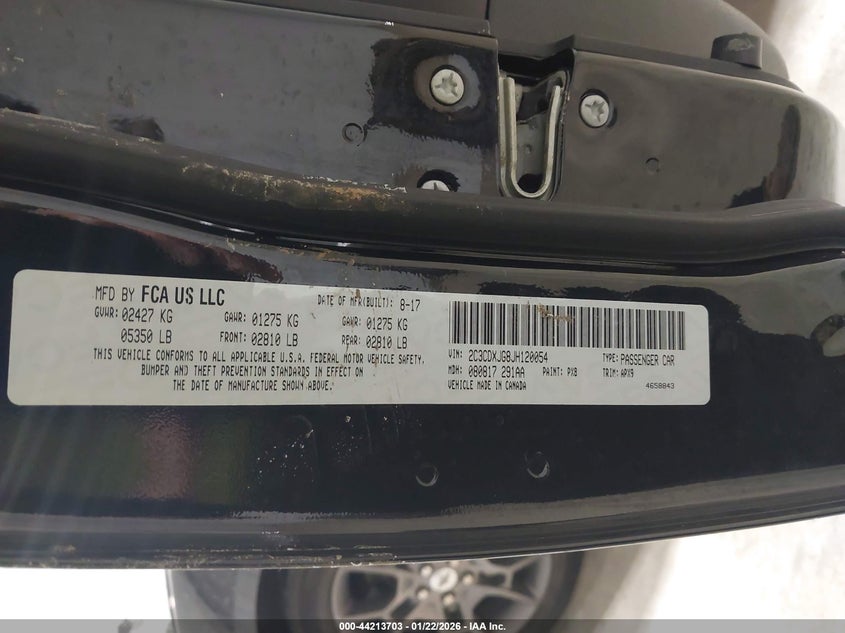 MFD BY FCA US LLC DATE OF MFR(BUILT): 8-17
GVWR: 02427 KG GAWR: 01275 KG GAWR: 01275 KG
05350 LB FRONT: 02810 LB REAR: 02810 LB
THIS VEHICLE CONFORMS TO ALL APPLICABLE U.S.A. FEDERAL MOTOR VEHICLE SAFETY,
BUMPER AND THEFT PREVENTION STANDARDS IN EFFECT ON
THE DATE OF MANUFACTURE SHOWN ABOVE.
VIN: 2C3CDXJG8JH120054 TYPE: PASSENGER CAR
MDH: 080817 291AA PAINT: PX8 TRIM: APX9
VEHICLE MADE IN CANADA 4658843
000-44213703 - 01/22/2026 - © IAA Inc.